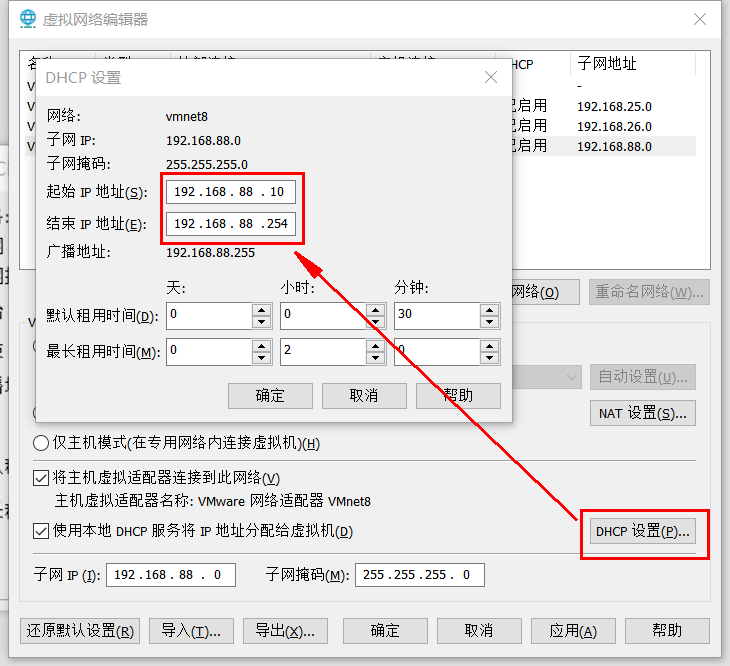 虚拟网络编辑器
HCP 子网地址
-
已启用 192.168.25.0
已启用 192.168.26.0
已启用 192.168.88.0
DHCP 设置
网络: vmnet8
子网 IP: 192.168.88.0
子网掩码: 255.255.255.0
起始 IP 地址(S): 192.168.88.10
结束 IP 地址(E): 192.168.88.254
广播地址: 192.168.88.255
天: 小时: 分钟:
默认租用时间(D): 0 0 30
最长租用时间(M): 0 2 0
确定 取消 帮助
网络(O) 重命名网络(W)...
自动设置(U)...
NAT 设置(S)...
仅主机模式(在专用网络内连接虚拟机)(H)
将主机虚拟适配器连接到此网络(V)
主机虚拟适配器名称: VMware 网络适配器 VMnet8
使用本地 DHCP 服务将 IP 地址分配给虚拟机(D)
DHCP 设置(P)...
子网 IP (I): 192.168.88.0 子网掩码(M): 255.255.255.0
还原默认设置(R) 导入(T)... 导出(X)... 确定 取消 应用(A) 帮助